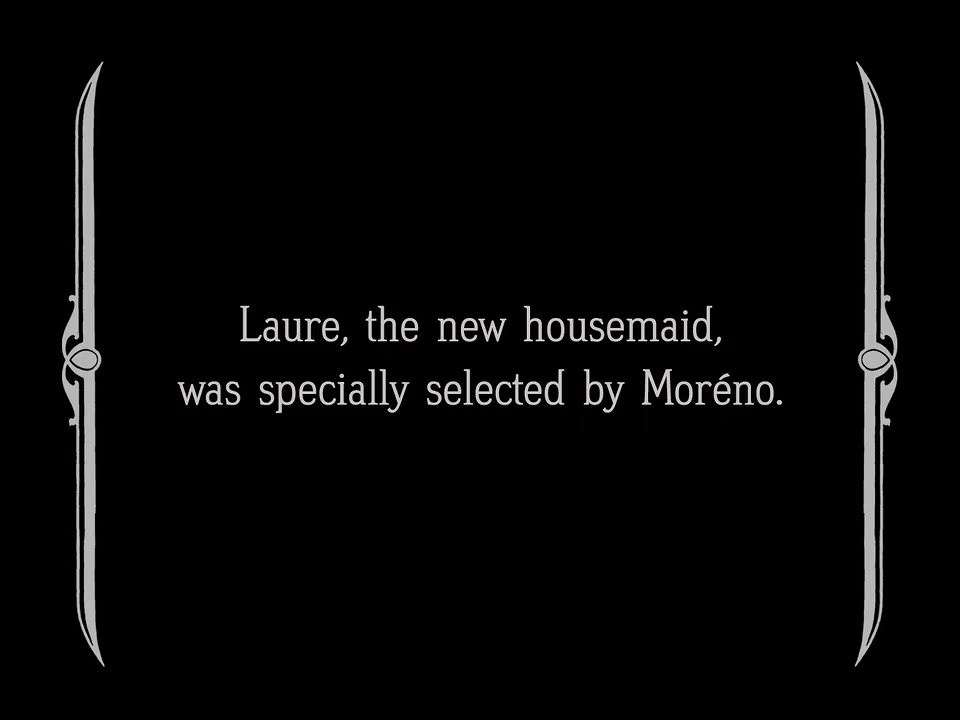 Laure, the new housemaid,
was specially selected by Moréno.